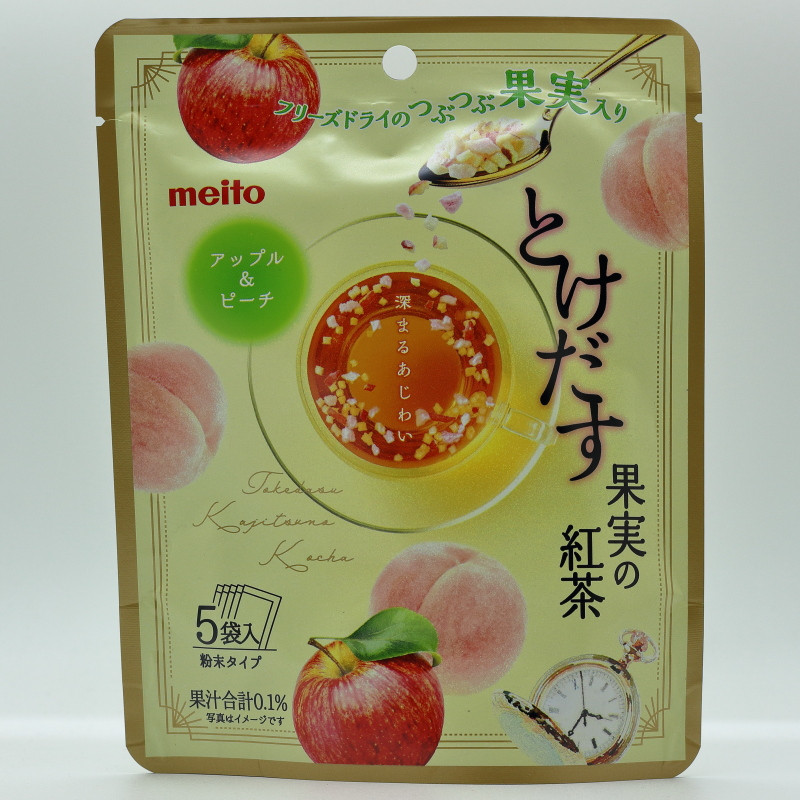 フリーズドライのつぶつぶ果実入り
meito
アップル
&
ピーチ
とけだす
果実の
紅茶
深まるあじわい
Tokedasu
Kajitsuno
Kocha
5袋入
粉末タイプ
果汁合計0.1%
写真はイメージです